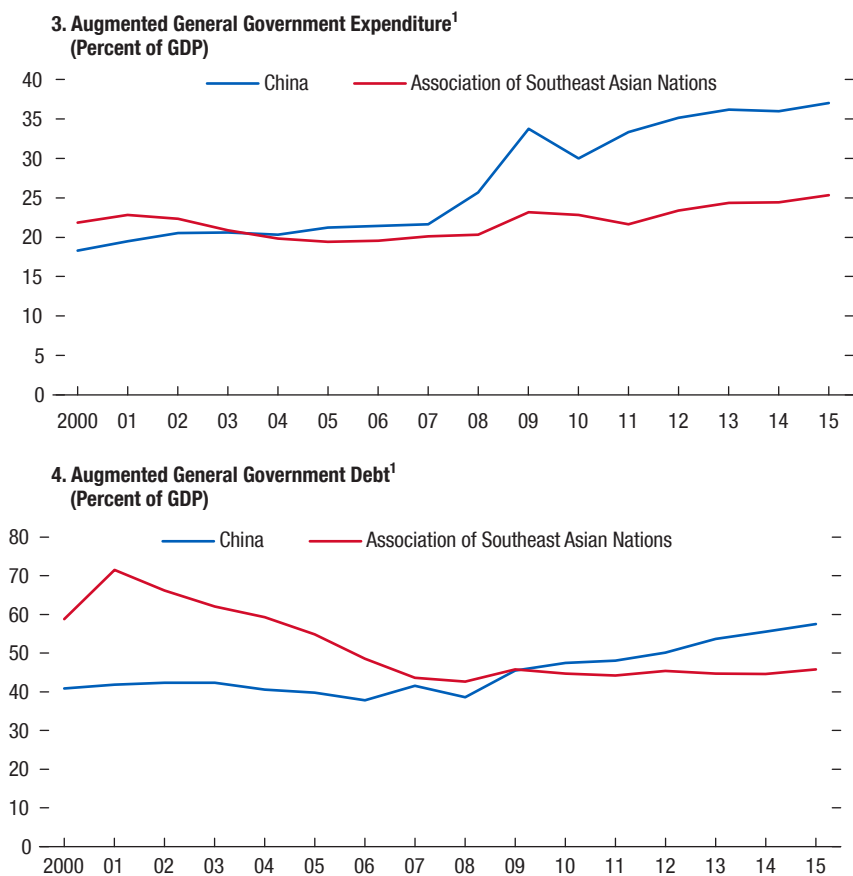 3. Augmented General Government Expenditure¹
(Percent of GDP)
China
Association of Southeast Asian Nations
40
35
30
25
20
15
10
5
0
2000 01 02 03 04 05 06 07 08 09 10 11 12 13 14 15
4. Augmented General Government Debt¹
(Percent of GDP)
China
Association of Southeast Asian Nations
80
70
60
50
40
30
20
10
0
2000 01 02 03 04 05 06 07 08 09 10 11 12 13 14 15